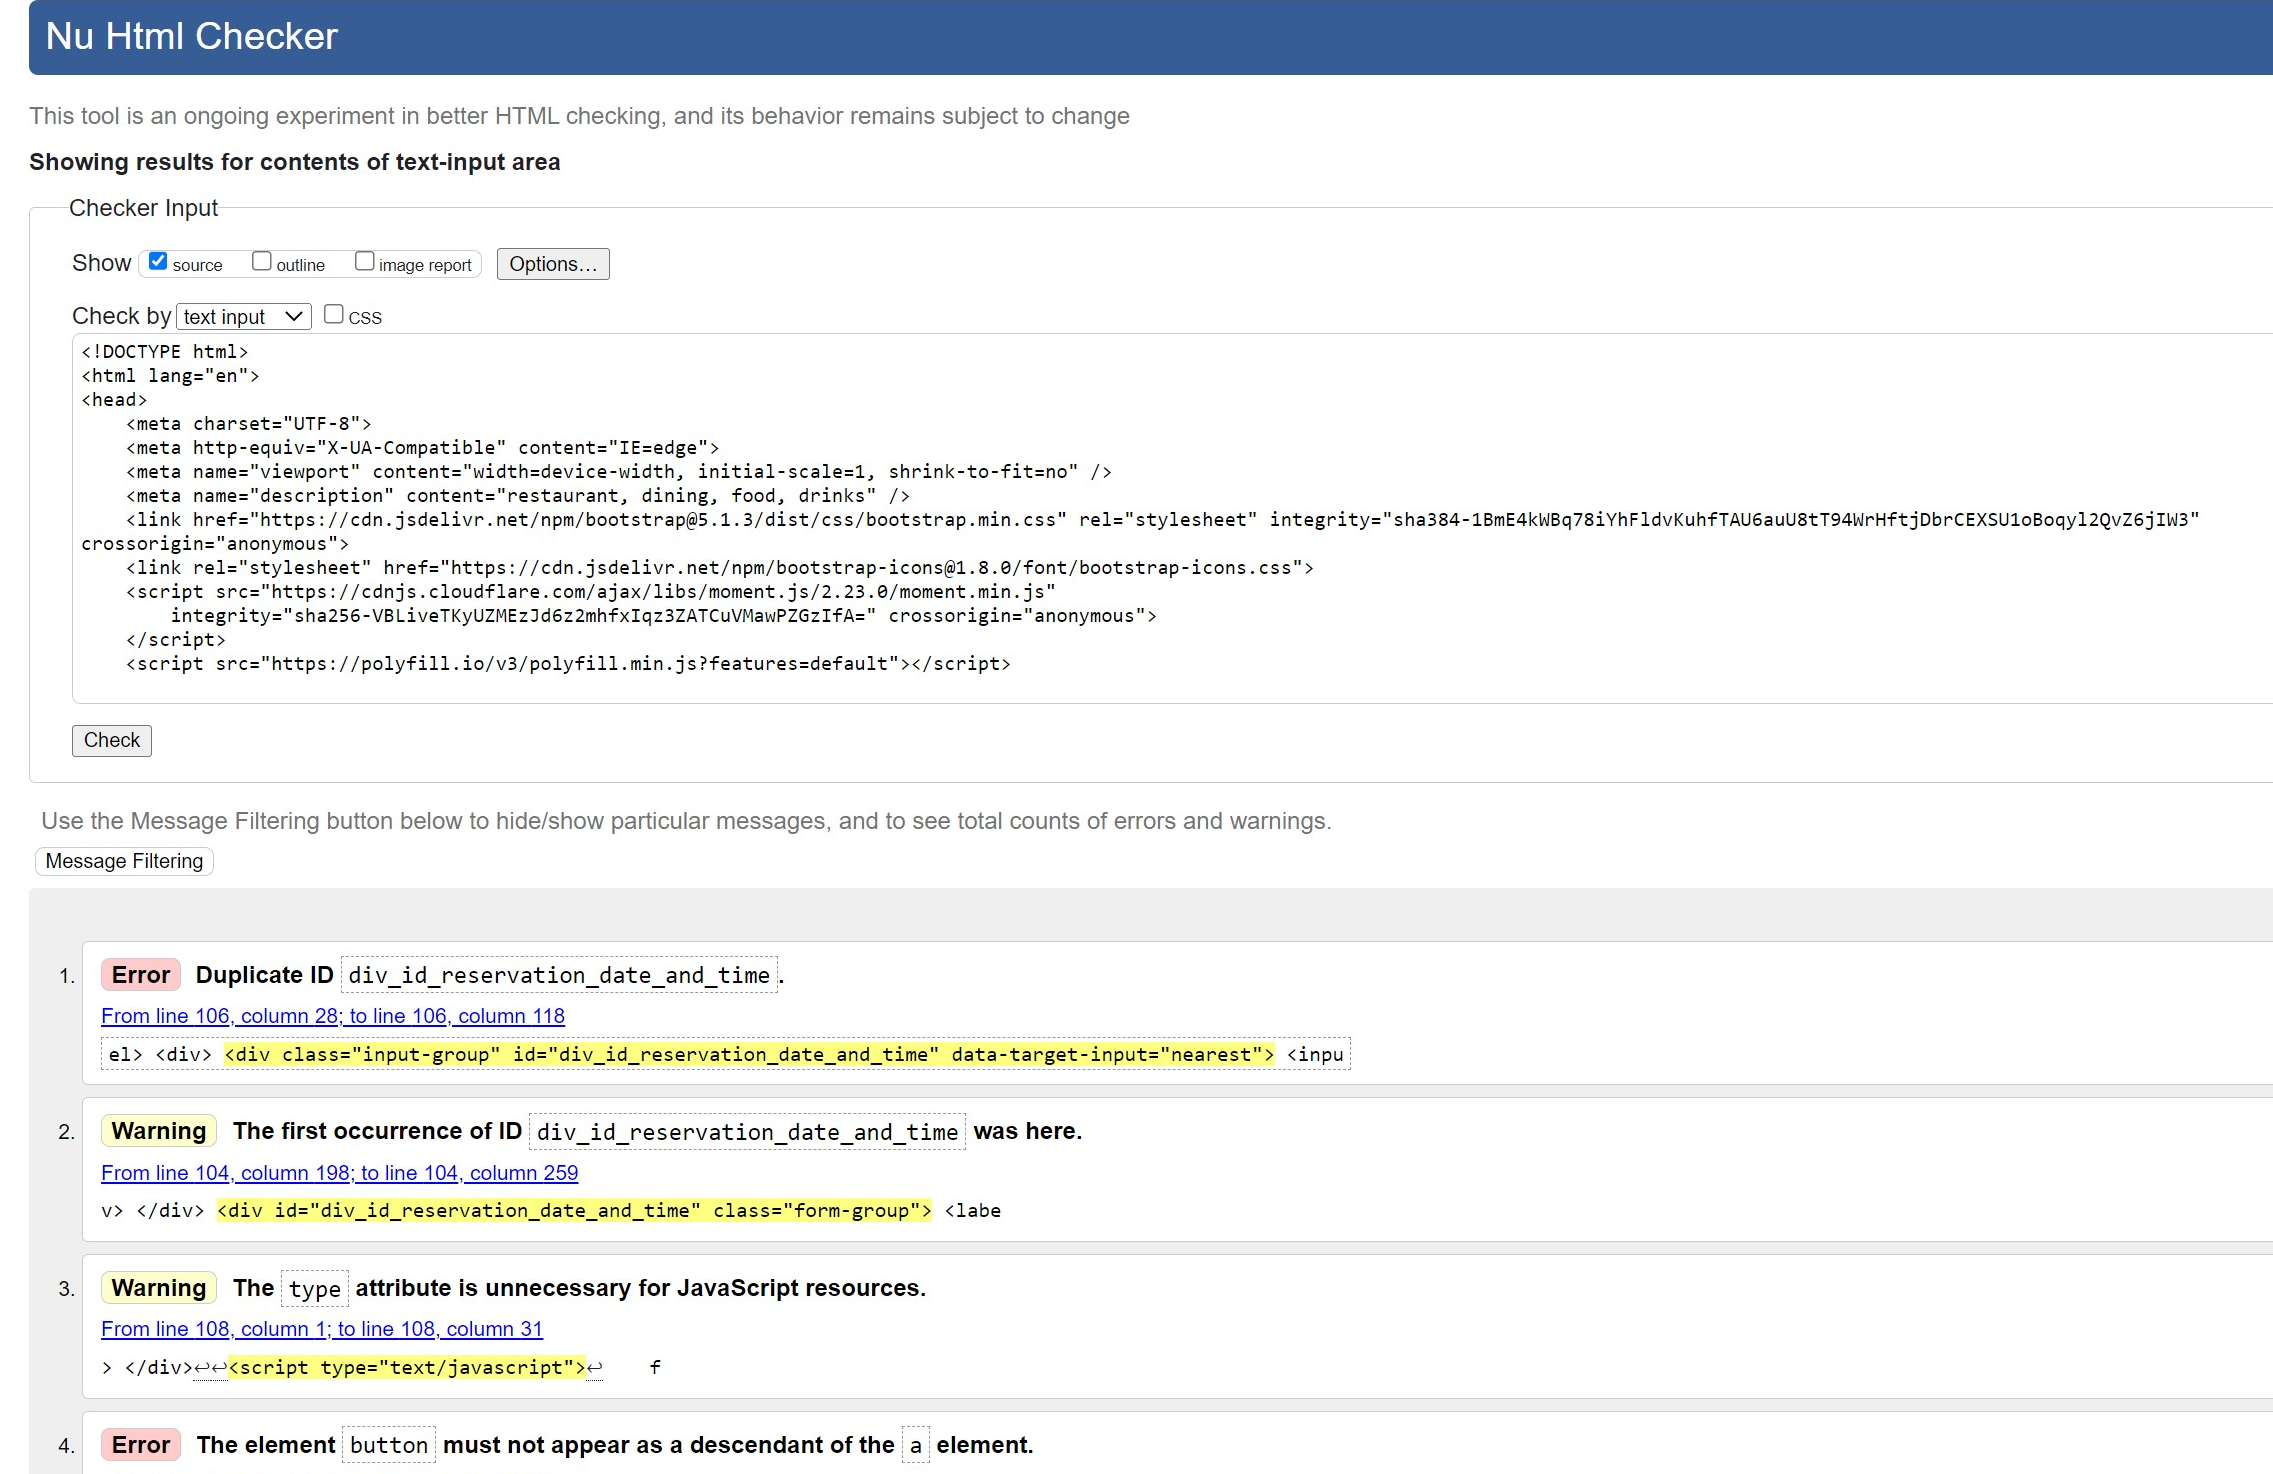 Nu Html Checker
This tool is an ongoing experiment in better HTML checking, and its behavior remains subject to change
Showing results for contents of text-input area
Checker Input
Show source outline image report Options...
Check by text input CSS
<!DOCTYPE html>
<html lang="en">
<head>
    <meta charset="UTF-8">
    <meta http-equiv="X-UA-Compatible" content="IE=edge">
    <meta name="viewport" content="width=device-width, initial-scale=1, shrink-to-fit=no" />
    <meta name="description" content="restaurant, dining, food, drinks" />
    <link href="https://cdn.jsdelivr.net/npm/bootstrap@5.1.3/dist/css/bootstrap.min.css" rel="stylesheet" integrity="sha384-1BmE4kWBq78iYhFldvKuhfTAU6auU8tT94WrHftjDbrCEXSU1oBoqyl2QvZ6jIW3"
crossorigin="anonymous">
    <link rel="stylesheet" href="https://cdn.jsdelivr.net/npm/bootstrap-icons@1.8.0/font/bootstrap-icons.css">
    <script src="https://cdnjs.cloudflare.com/ajax/libs/moment.js/2.23.0/moment.min.js"
        integrity="sha256-VBLiveTKyUZMEzJd6z2mhfxIqz3ZATCuVMawPZGzIfA=" crossorigin="anonymous">
    </script>
    <script src="https://polyfill.io/v3/polyfill.min.js?features=default"></script>
Check
Use the Message Filtering button below to hide/show particular messages, and to see total counts of errors and warnings.
Message Filtering
1. Error Duplicate ID div_id_reservation_date_and_time.
From line 106, column 28; to line 106, column 118
el> <div> <div class="input-group" id="div_id_reservation_date_and_time" data-target-input="nearest"> <inpu
2. Warning The first occurrence of ID div_id_reservation_date_and_time was here.
From line 104, column 198; to line 104, column 259
v> </div> <div id="div_id_reservation_date_and_time" class="form-group"> <labe
3. Warning The type attribute is unnecessary for JavaScript resources.
From line 108, column 1; to line 108, column 31
> </div>↩↩<script type="text/javascript">↩    f
4. Error The element button must not appear as a descendant of the a element.